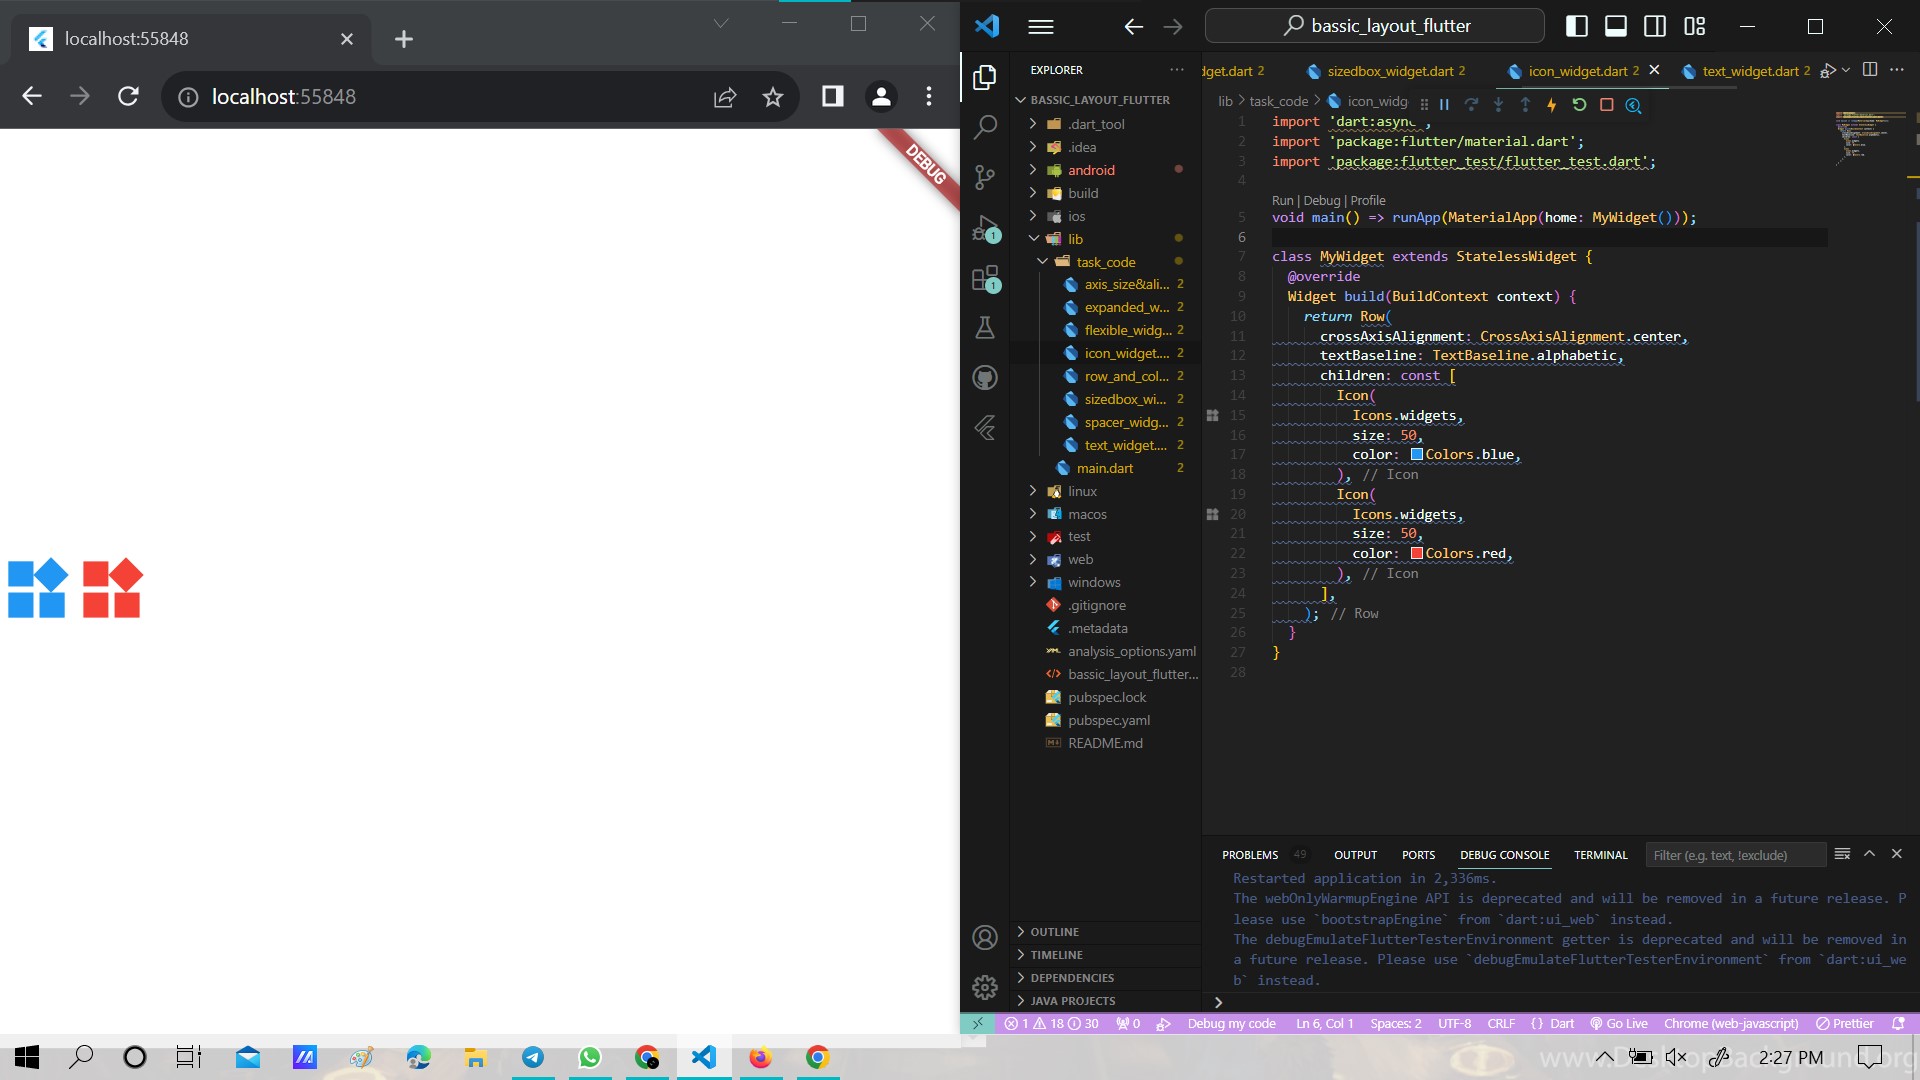 localhost:55848
localhost:55848
DEBUG
bassic_layout_flutter
EXPLORER
BASSIC_LAYOUT_FLUTTER
.dart_tool
.idea
android
build
ios
lib
task_code
axis_size&ali... 2
expanded_w... 2
flexible_widg... 2
icon_widget.... 2
row_and_col... 2
sizedbox_wi... 2
spacer_widg... 2
text_widget.... 2
main.dart 2
linux
macos
test
web
windows
.gitignore
.metadata
analysis_options.yaml
bassic_layout_flutter...
pubspec.lock
pubspec.yaml
README.md
OUTLINE
TIMELINE
DEPENDENCIES
JAVA PROJECTS
1
1
dget.dart 2 sizedbox_widget.dart 2 icon_widget.dart 2 text_widget.dart 2
lib > task_code > icon_widg
1 import 'dart:async';
2 import 'package:flutter/material.dart';
3 import 'package:flutter_test/flutter_test.dart';
4
Run | Debug | Profile
5 void main() => runApp(MaterialApp(home: MyWidget()));
6
7 class MyWidget extends StatelessWidget {
8 @override
9 Widget build(BuildContext context) {
10 return Row(
11 crossAxisAlignment: CrossAxisAlignment.center,
12 textBaseline: TextBaseline.alphabetic,
13 children: const [
14 Icon(
15 Icons.widgets,
16 size: 50,
17 color: Colors.blue,
18 ), // Icon
19 Icon(
20 Icons.widgets,
21 size: 50,
22 color: Colors.red,
23 ), // Icon
24 ],
25 ); // Row
26 }
27 }
28
PROBLEMS 49 OUTPUT PORTS DEBUG CONSOLE TERMINAL Filter (e.g. text, !exclude)
Restarted application in 2,336ms.
The webOnlyWarmupEngine API is deprecated and will be removed in a future release. P
lease use `bootstrapEngine` from `dart:ui_web` instead.
The debugEmulateFlutterTesterEnvironment getter is deprecated and will be removed in
a future release. Please use `debugEmulateFlutterTesterEnvironment` from `dart:ui_we
b` instead.
1 18 30 0 Debug my code Ln 6, Col 1 Spaces: 2 UTF-8 CRLF {} Dart Go Live Chrome (web-javascript) Prettier
2:27 PM
www.DesktopBackground.org